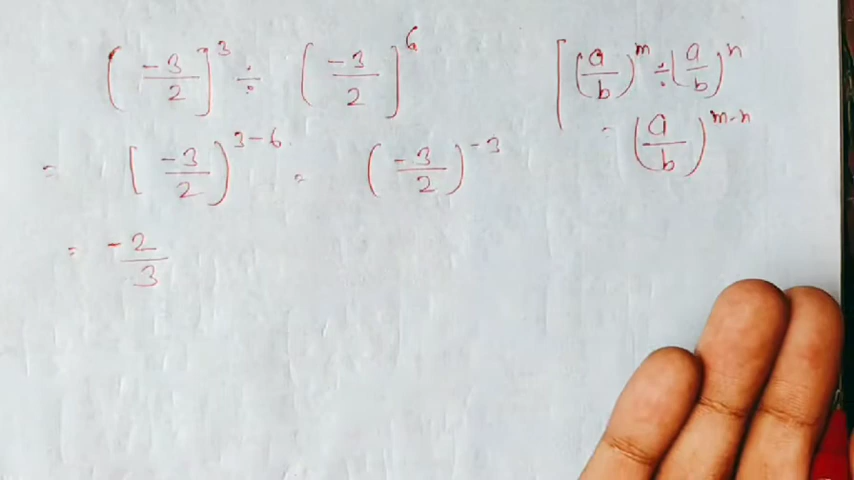 (-3/2]^3 ÷ (-3/2]^6 [(a/b)^m ÷ (a/b)^n
= [-3/2)^3-6 = (-3/2)^-3 = (a/b)^m-n
= -2/3